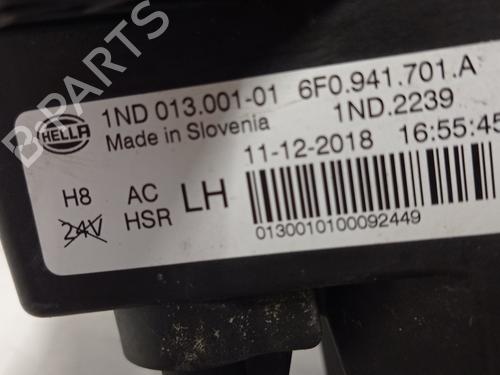 HELLA
1ND 013.001-01 6F0.941.701.A
Made in Slovenia 1ND.2239
11-12-2018 16:55:45
H8 AC LH
24V HSR
0130010100092449
B-PARTS